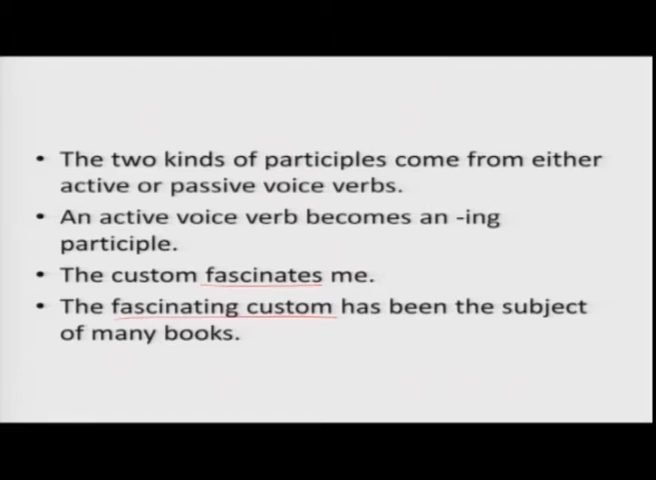 • The two kinds of participles come from either
active or passive voice verbs.
• An active voice verb becomes an -ing
participle.
• The custom fascinates me.
• The fascinating custom has been the subject
of many books.